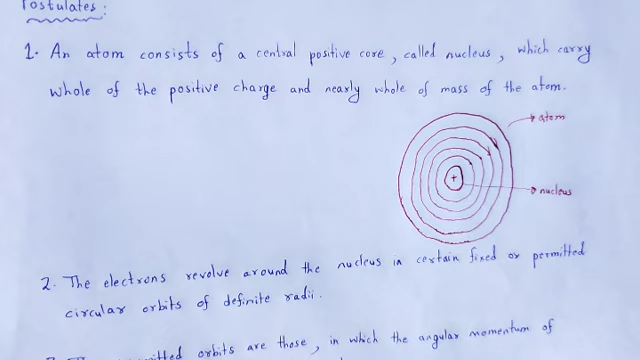 Postulates:
1. An atom consists of a central positive core, called nucleus, which carry
whole of the positive charge and nearly whole of mass of the atom.
atom
+
nucleus
2. The electrons revolve around the nucleus in certain fixed or permitted
circular orbits of definite radii.
orbits are those, in which the angular momentum of